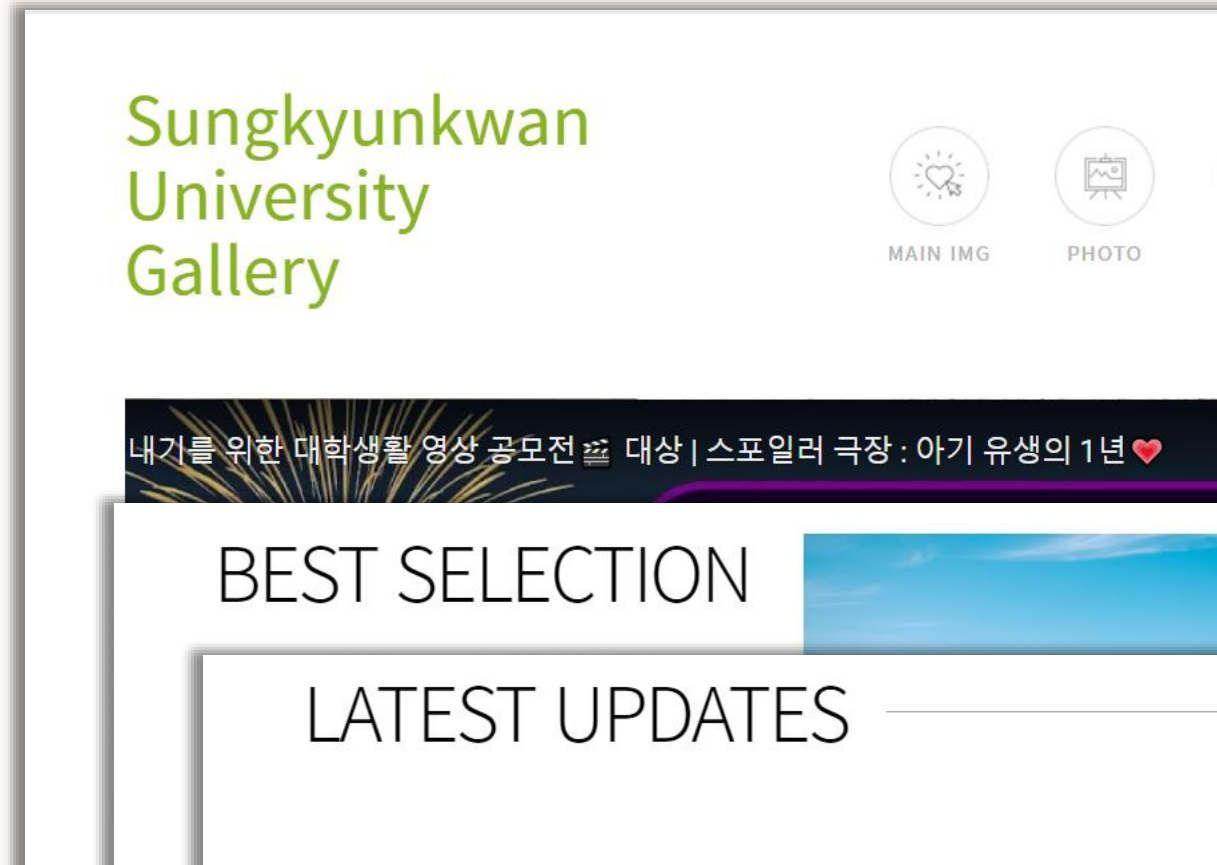 Sungkyunkwan
University
Gallery
MAIN IMG
PHOTO
내기를 위한 대학생활 영상 공모전🎬 대상 | 스포일러 극장 : 아기 유생의 1년❤️
BEST SELECTION
LATEST UPDATES